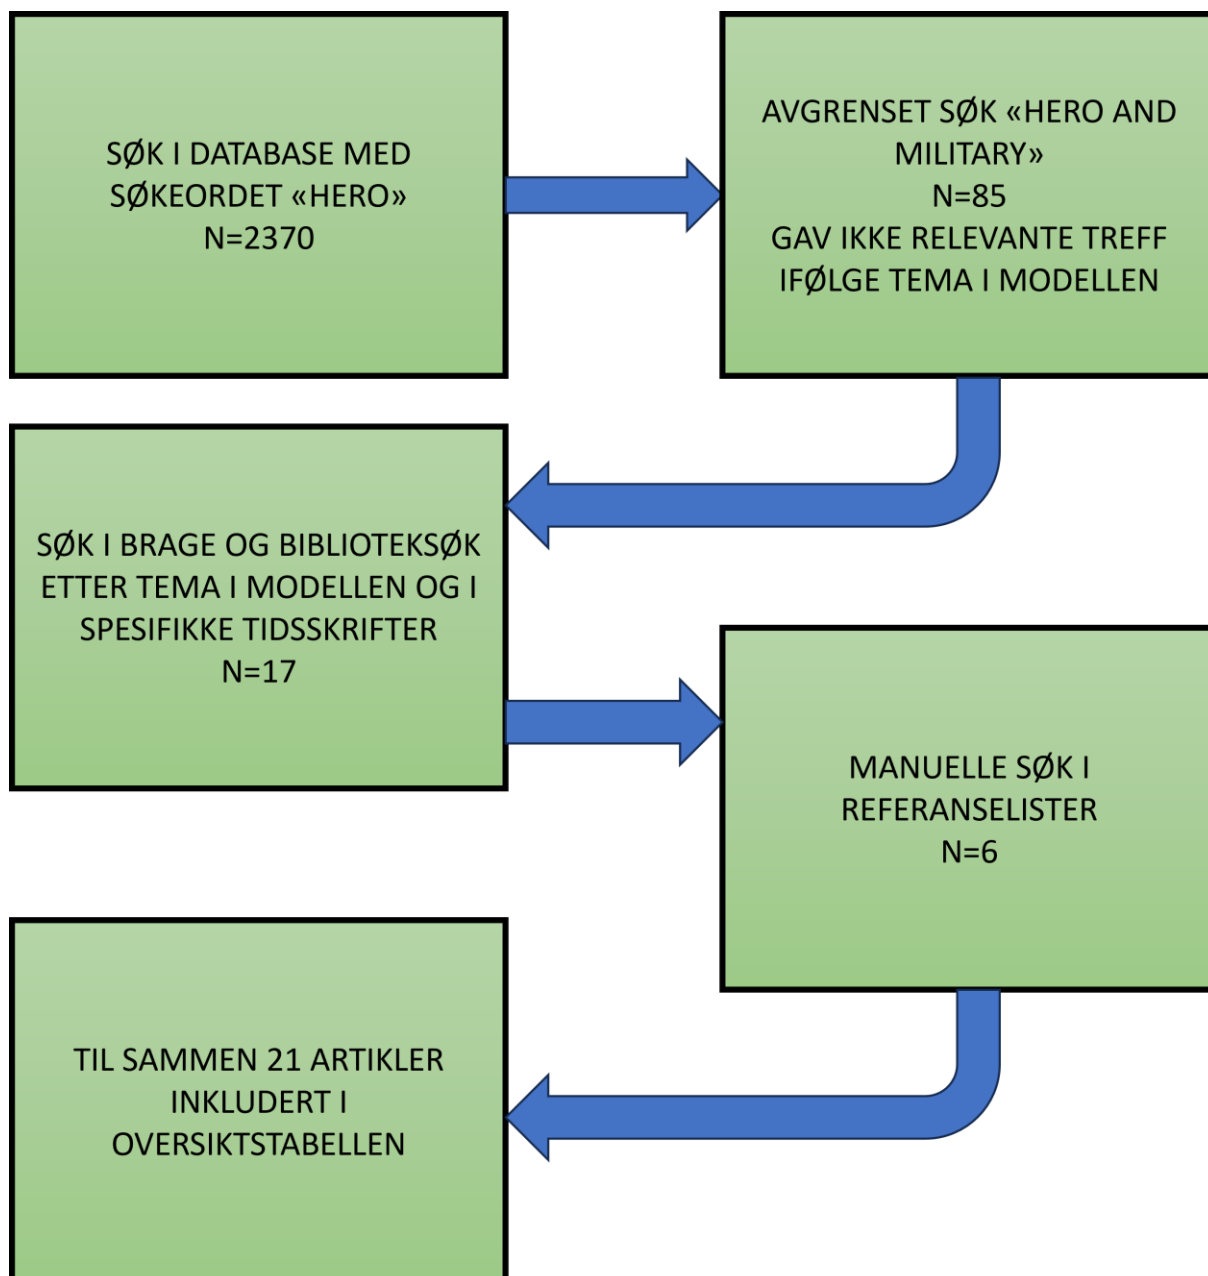 SØK I DATABASE MED
SØKEORDET «HERO»
N=2370
AVGRENSET SØK «HERO AND
MILITARY»
N=85
GAV IKKE RELEVANTE TREFF
IFØLGE TEMA I MODELLEN
SØK I BRAGE OG BIBLIOTEKSØK
ETTER TEMA I MODELLEN OG I
SPESIFIKKE TIDSSKRIFTER
N=17
MANUELLE SØK I
REFERANSELISTER
N=6
TIL SAMMEN 21 ARTIKLER
INKLUDERT I
OVERSIKTSTABELLEN